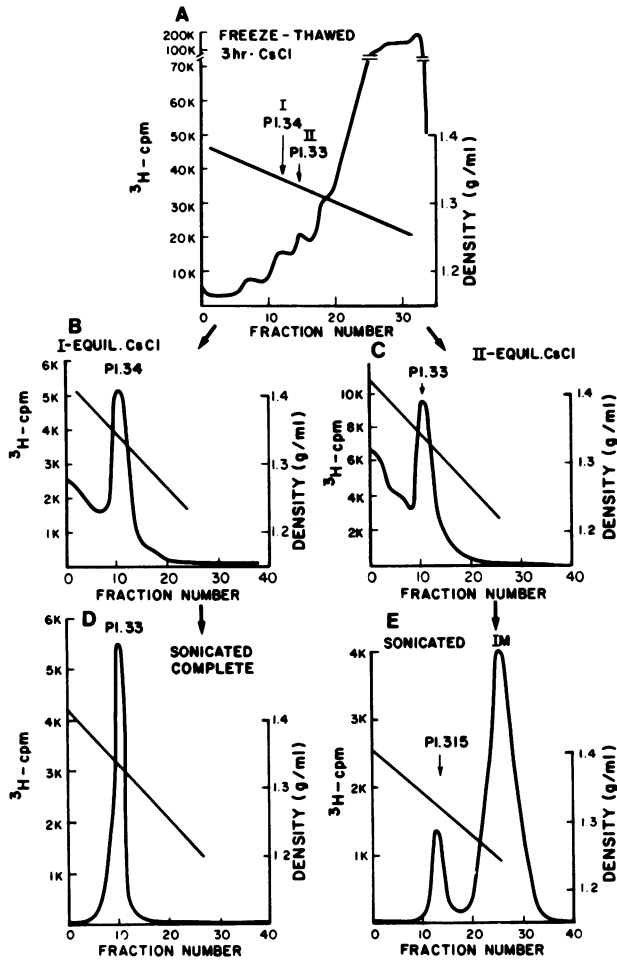 A
FREEZE-THAWED
3hr-CsCl
200K
100K
70K
60K
50K
40K
30K
20K
10K
³H-cpm
I
P1.34
II
P1.33
1.4
1.3
1.2
DENSITY (g/ml)
0 10 20 30
FRACTION NUMBER
B
I-EQUIL.CsCl
P1.34
6K
5K
4K
3K
2K
1K
³H-cpm
1.4
1.3
1.2
DENSITY (g/ml)
0 10 20 30 40
FRACTION NUMBER
C
II-EQUIL.CsCl
P1.33
10K
8K
6K
4K
2K
³H-cpm
1.4
1.3
1.2
DENSITY (g/ml)
0 10 20 30 40
FRACTION NUMBER
D
P1.33
SONICATED
COMPLETE
6K
5K
4K
3K
2K
1K
³H-cpm
1.4
1.3
1.2
DENSITY (g/ml)
0 10 20 30 40
FRACTION NUMBER
E
SONICATED IM
P1.315
4K
3K
2K
1K
³H-cpm
1.4
1.3
1.2
DENSITY (g/ml)
0 10 20 30 40
FRACTION NUMBER